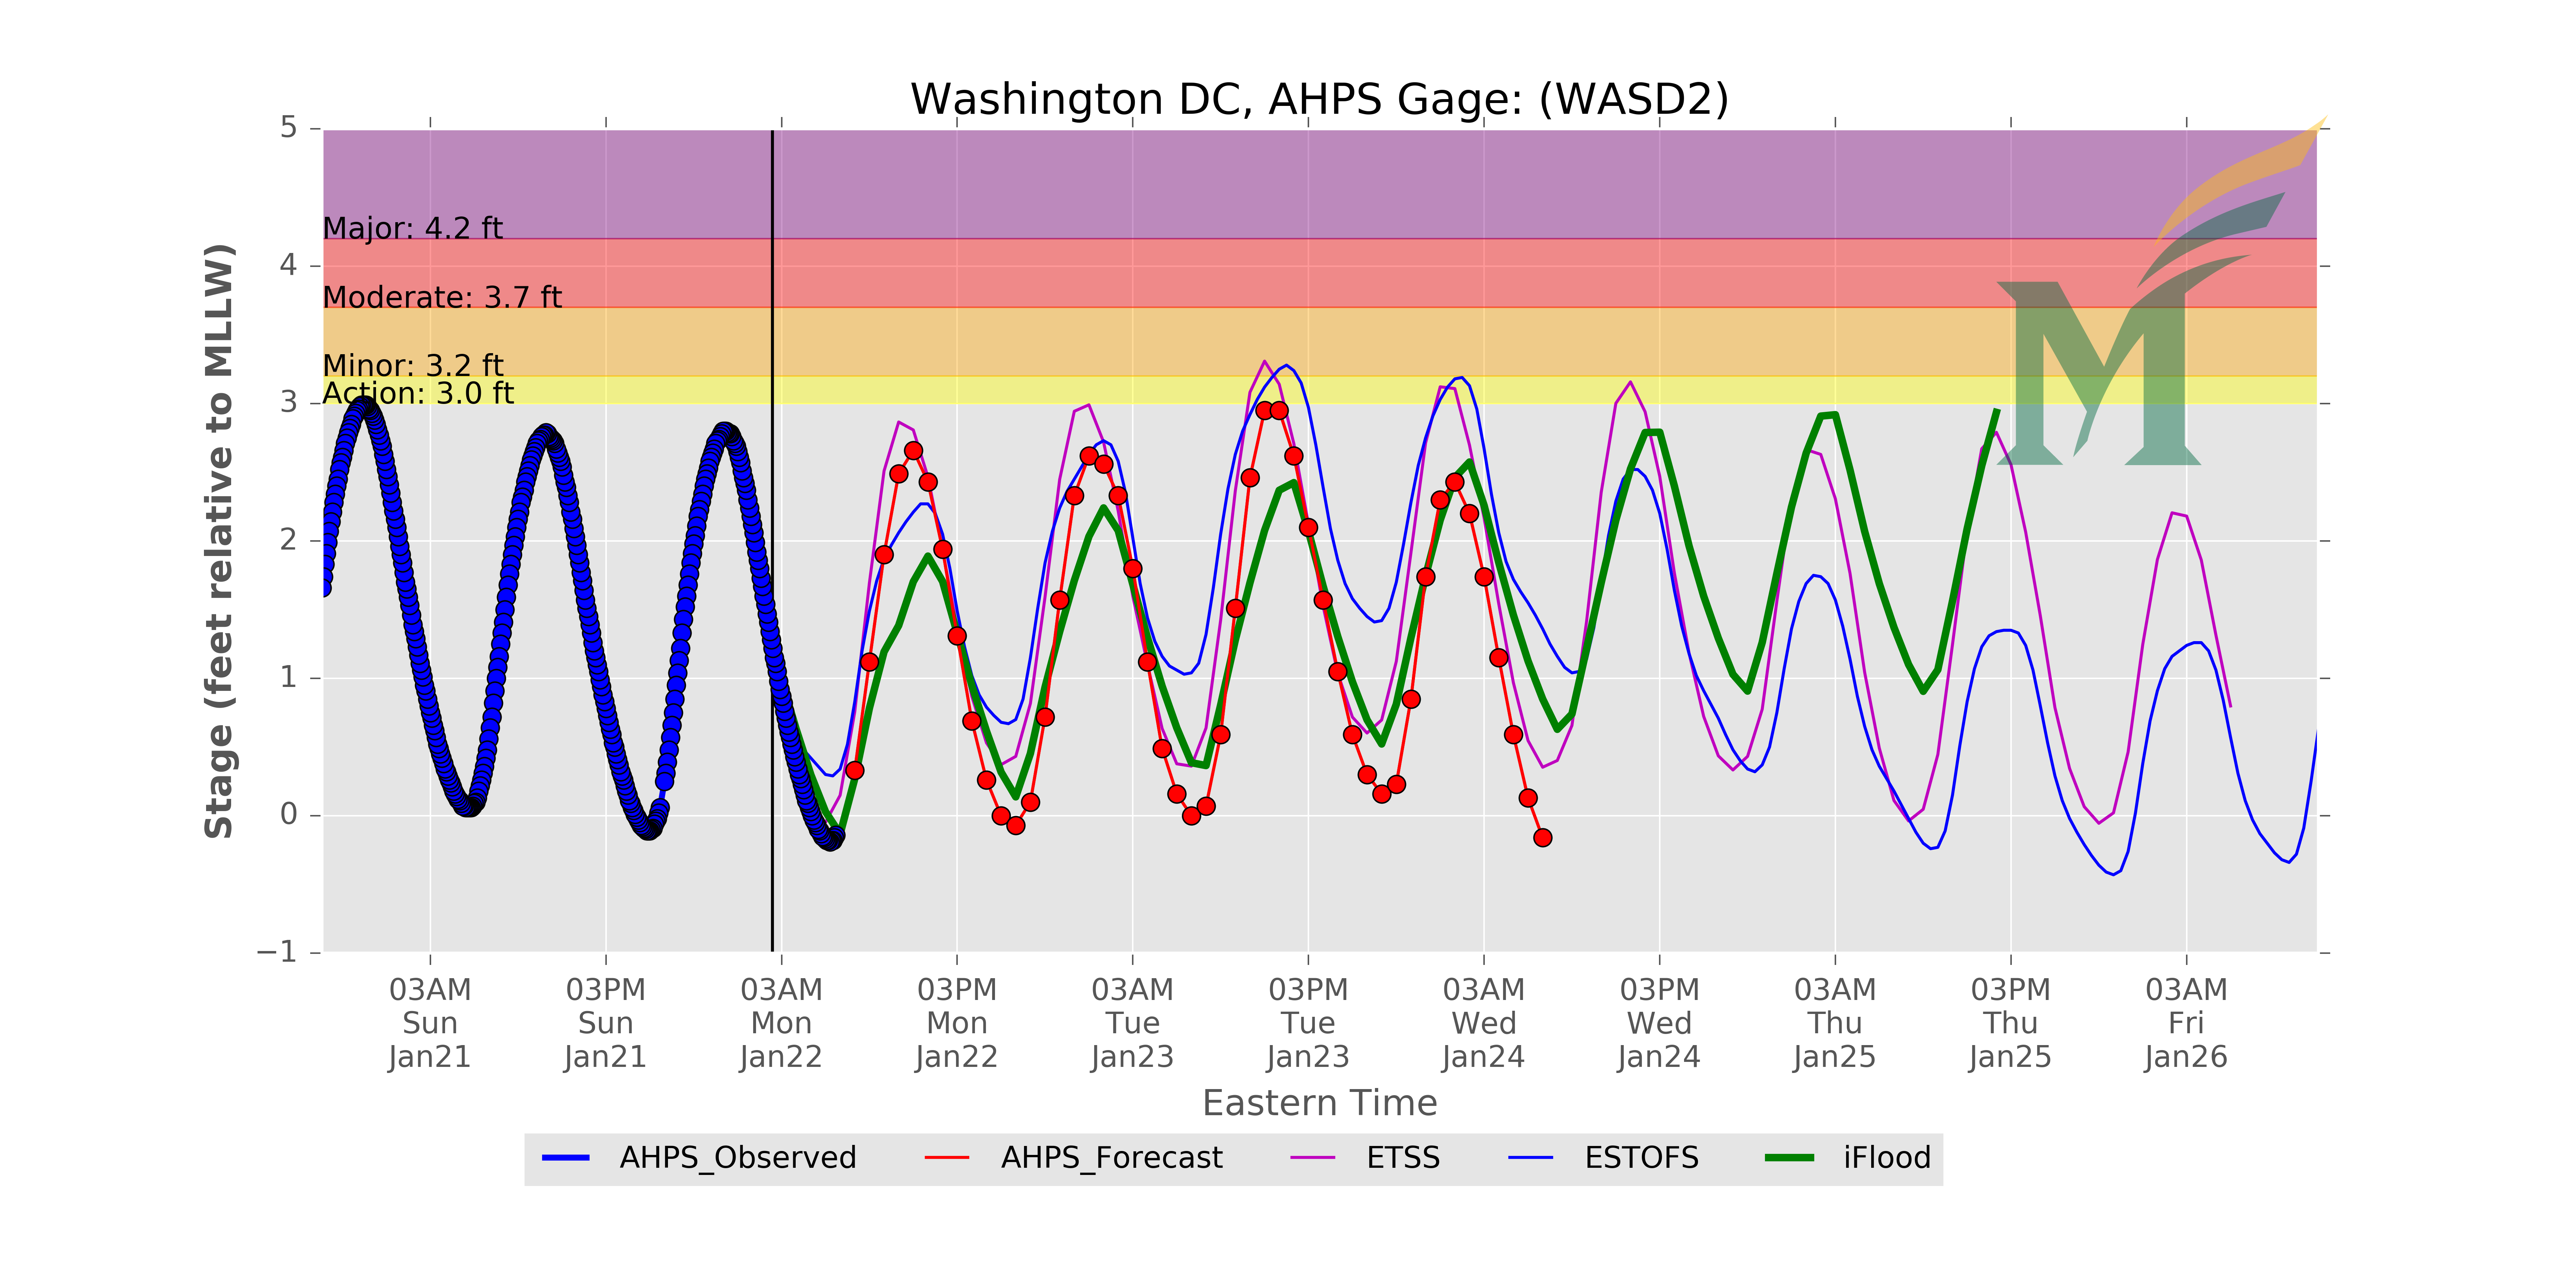 Washington DC, AHPS Gage: (WASD2)
Stage (feet relative to MLLW)
5
4
3
2
1
0
−1
Major: 4.2 ft
Moderate: 3.7 ft
Minor: 3.2 ft
Action: 3.0 ft
03AM 03PM 03AM 03PM 03AM 03PM 03AM 03PM 03AM 03PM 03AM
Sun Sun Mon Mon Tue Tue Wed Wed Thu Thu Fri
Jan21 Jan21 Jan22 Jan22 Jan23 Jan23 Jan24 Jan24 Jan25 Jan25 Jan26
Eastern Time
AHPS_Observed AHPS_Forecast ETSS ESTOFS iFlood
M